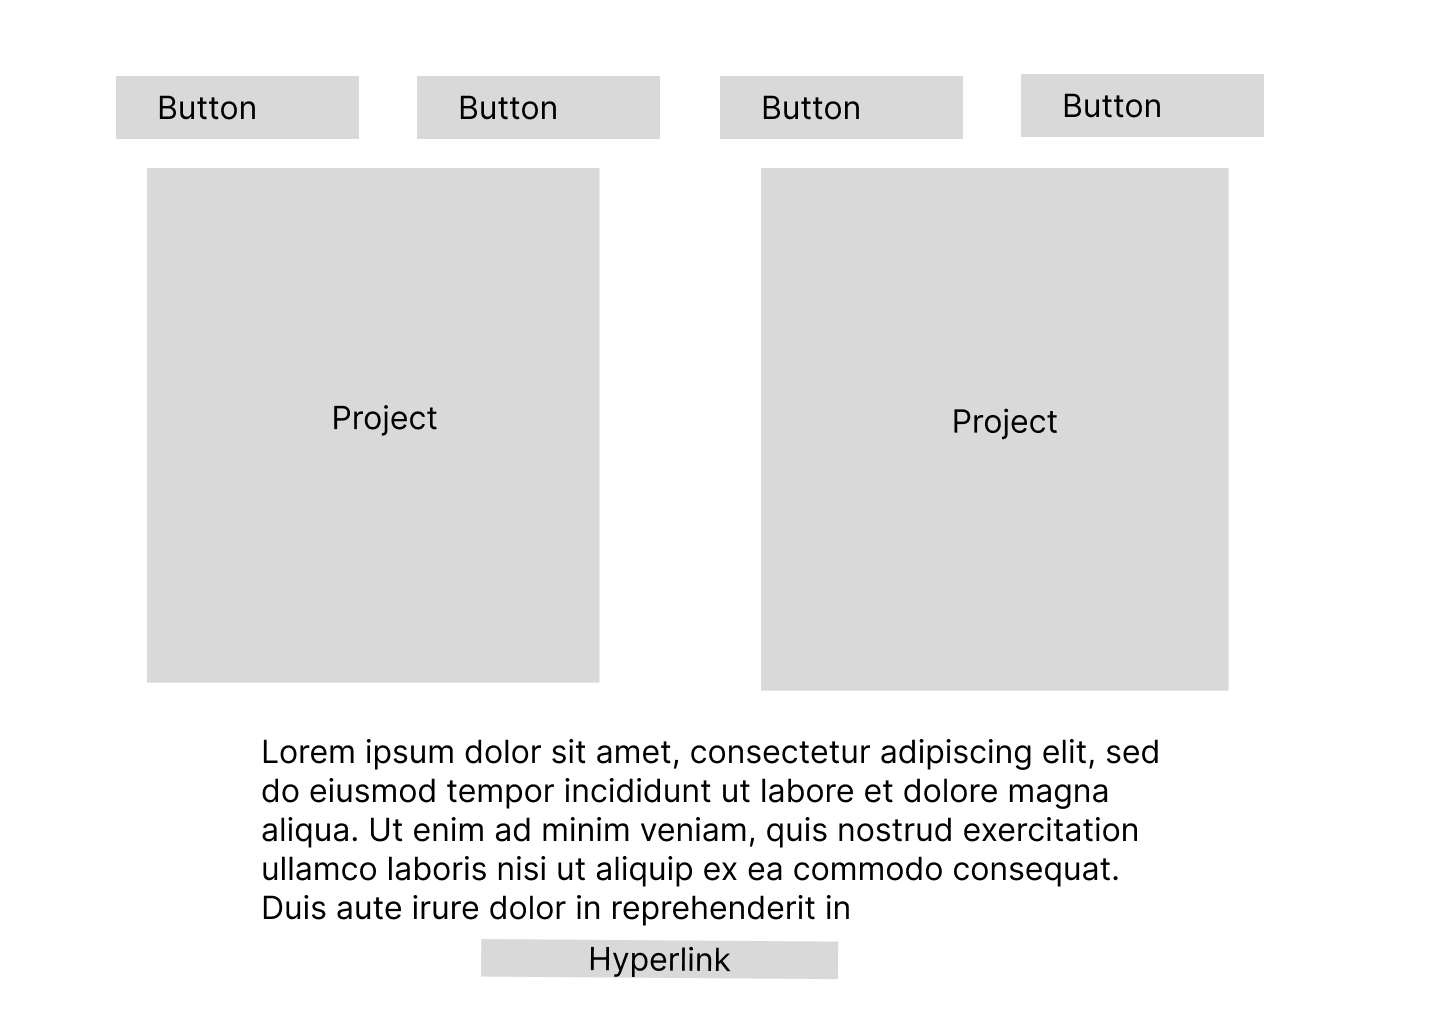 Button
Button
Button
Button
Project
Project
Lorem ipsum dolor sit amet, consectetur adipiscing elit, sed
do eiusmod tempor incididunt ut labore et dolore magna
aliqua. Ut enim ad minim veniam, quis nostrud exercitation
ullamco laboris nisi ut aliquip ex ea commodo consequat.
Duis aute irure dolor in reprehenderit in
Hyperlink